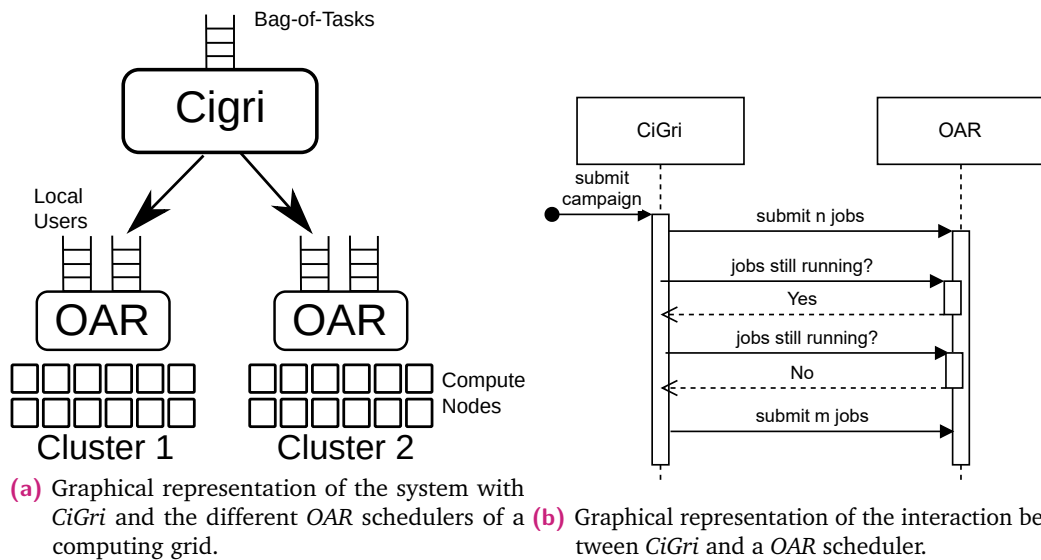 Bag-of-Tasks
Cigri
Local
Users
OAR
OAR
Compute
Nodes
Cluster 1
Cluster 2
(a) Graphical representation of the system with
CiGri and the different OAR schedulers of a
computing grid.
CiGri
OAR
submit
campaign
submit n jobs
jobs still running?
Yes
jobs still running?
No
submit m jobs
(b) Graphical representation of the interaction be
tween CiGri and a OAR scheduler.